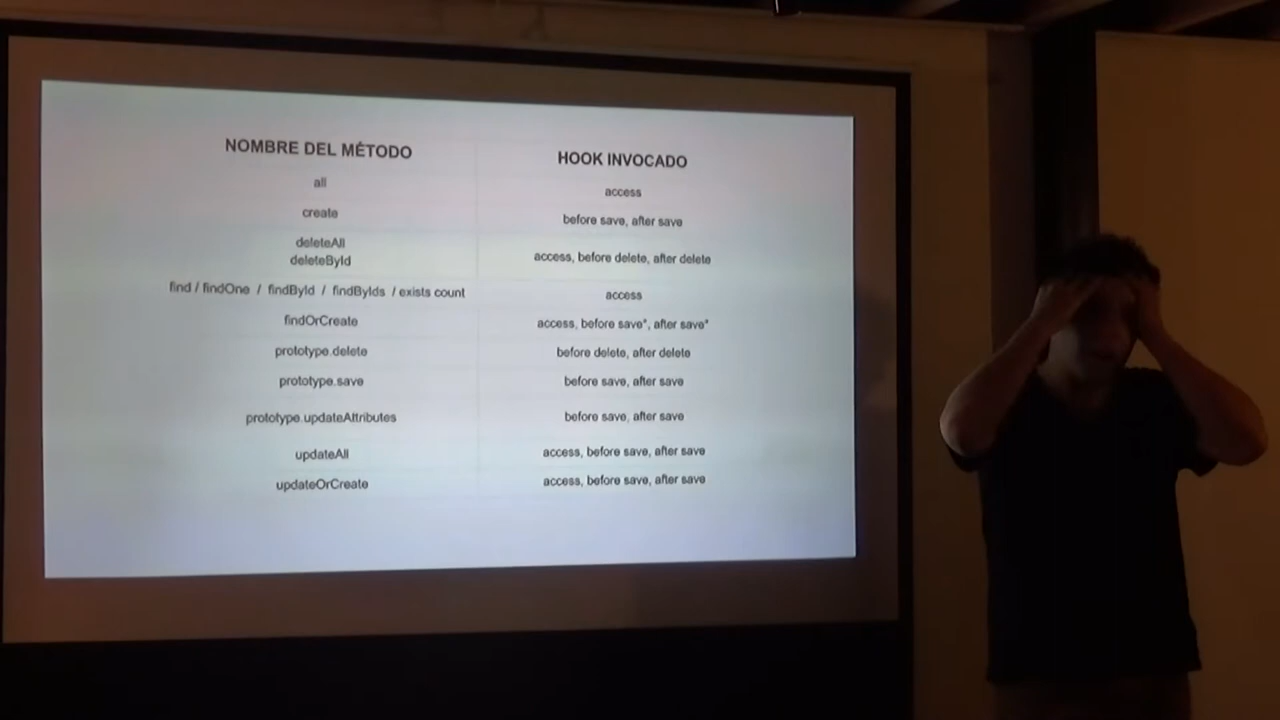 NOMBRE DEL MÉTODO HOOK INVOCADO
all access
create before save, after save
deleteAll
deleteById access, before delete, after delete
find / findOne / findById / findByIds / exists count access
findOrCreate access, before save*, after save*
prototype.delete before delete, after delete
prototype.save before save, after save
prototype.updateAttributes before save, after save
updateAll access, before save, after save
updateOrCreate access, before save, after save